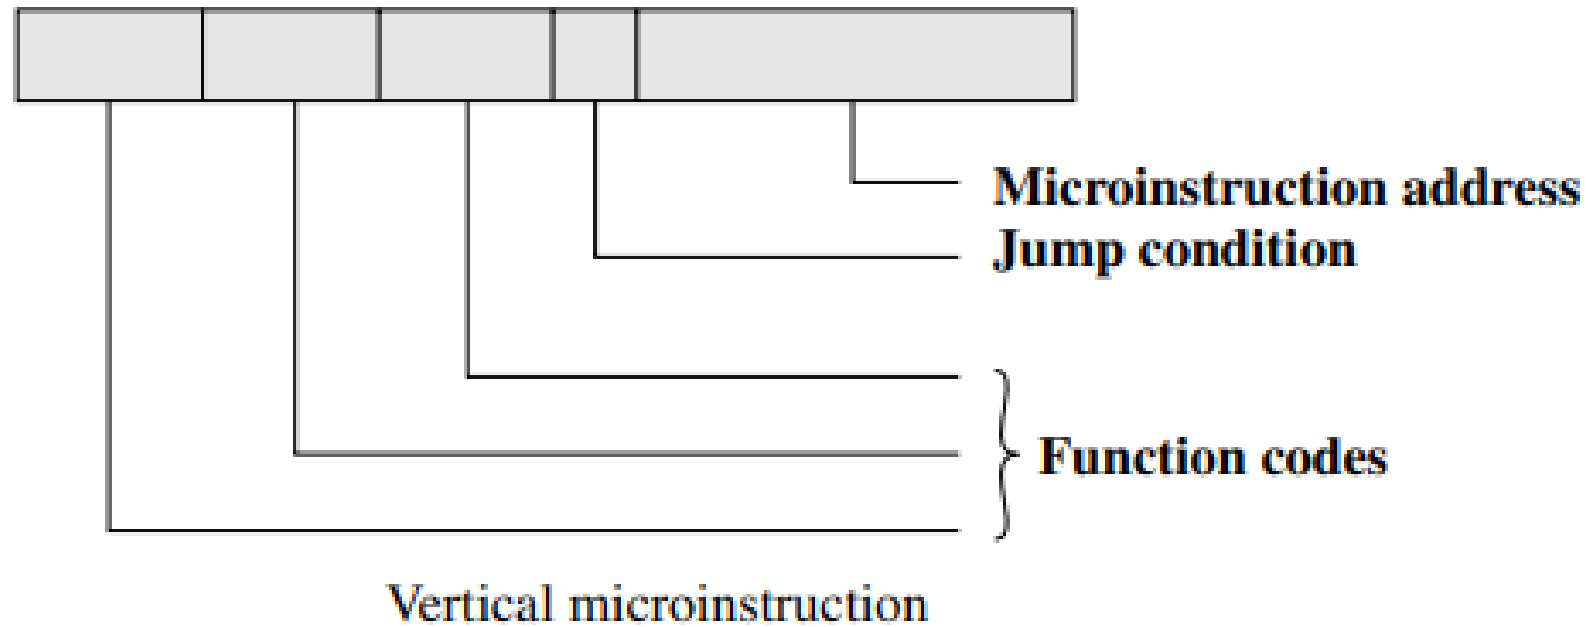 Microinstruction address
Jump condition
Function codes
Vertical microinstruction